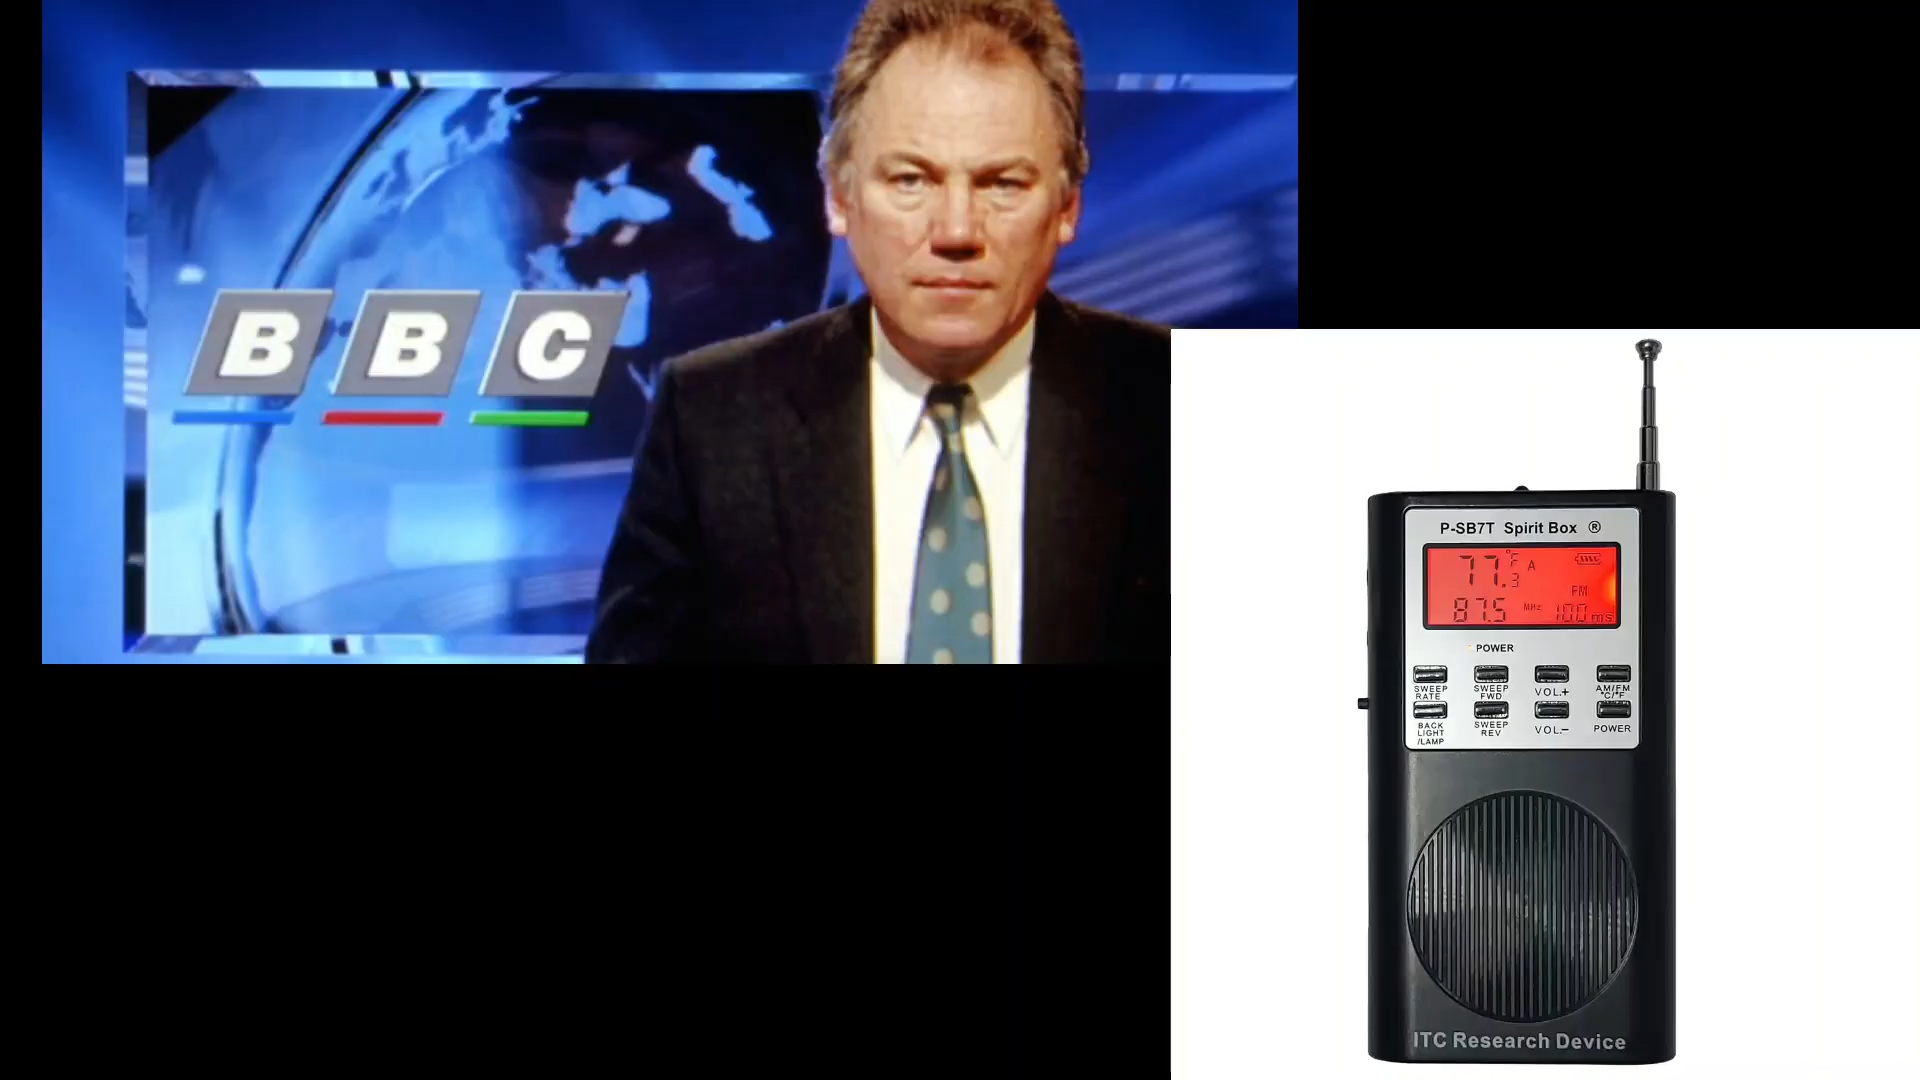 BBC
P-SB7T Spirit Box ®
77.3 °F A
FM
87.5 MHz 100 ms
POWER
SWEEP RATE
SWEEP FWD
VOL.+
AM/FM °C/°F
BACK LIGHT /LAMP
SWEEP REV
VOL.-
POWER
ITC Research Device